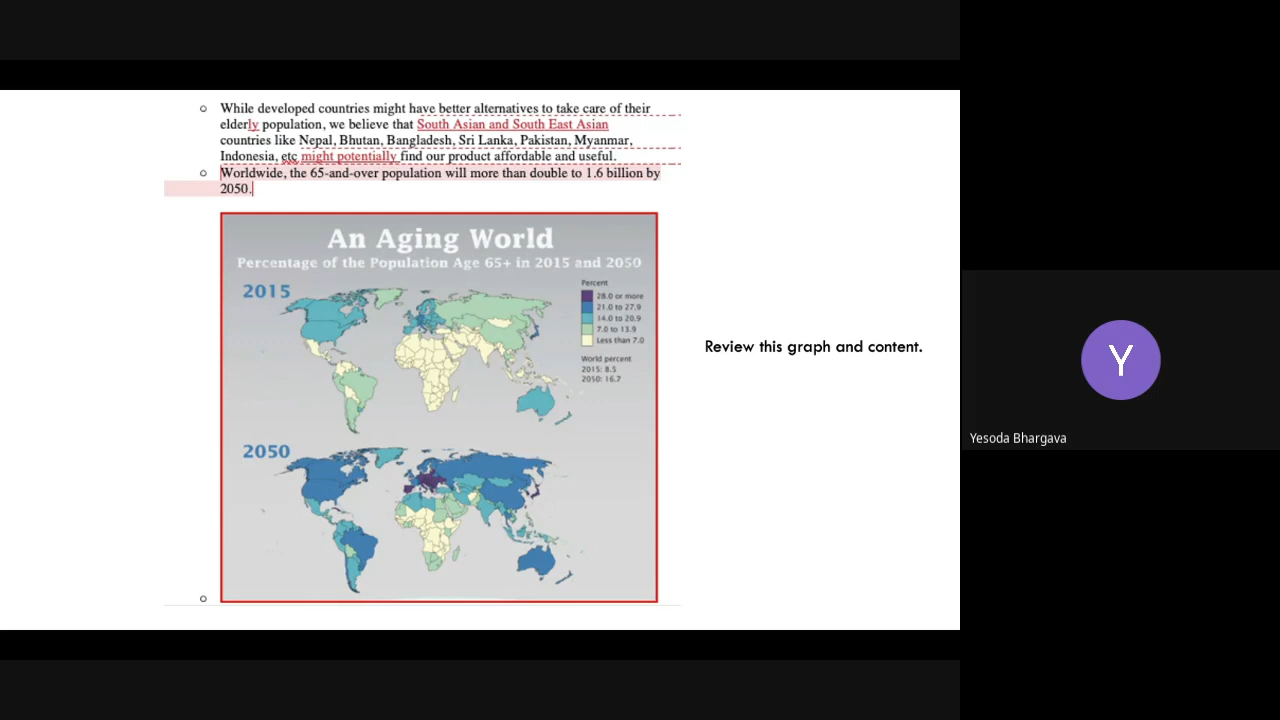 While developed countries might have better alternatives to take care of their
elderly population, we believe that South Asian and South East Asian
countries like Nepal, Bhutan, Bangladesh, Sri Lanka, Pakistan, Myanmar,
Indonesia, etc might potentially find our product affordable and useful.
Worldwide, the 65-and-over population will more than double to 1.6 billion by
2050.
An Aging World
Percentage of the Population Age 65+ in 2015 and 2050
2015
Percent
28.0 or more
21.0 to 27.9
14.0 to 20.9
7.0 to 13.9
Less than 7.0
World percent
2015: 8.5
2050: 16.7
2050
Review this graph and content.
Y
Yesoda Bhargava